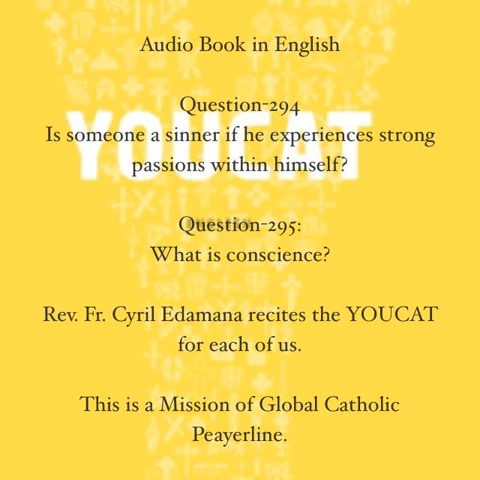 Audio Book in English
Question-294
Is someone a sinner if he experiences strong
passions within himself?
YOUCAT
Question-295:
What is conscience?
Rev. Fr. Cyril Edamana recites the YOUCAT
for each of us.
This is a Mission of Global Catholic
Peayerline.